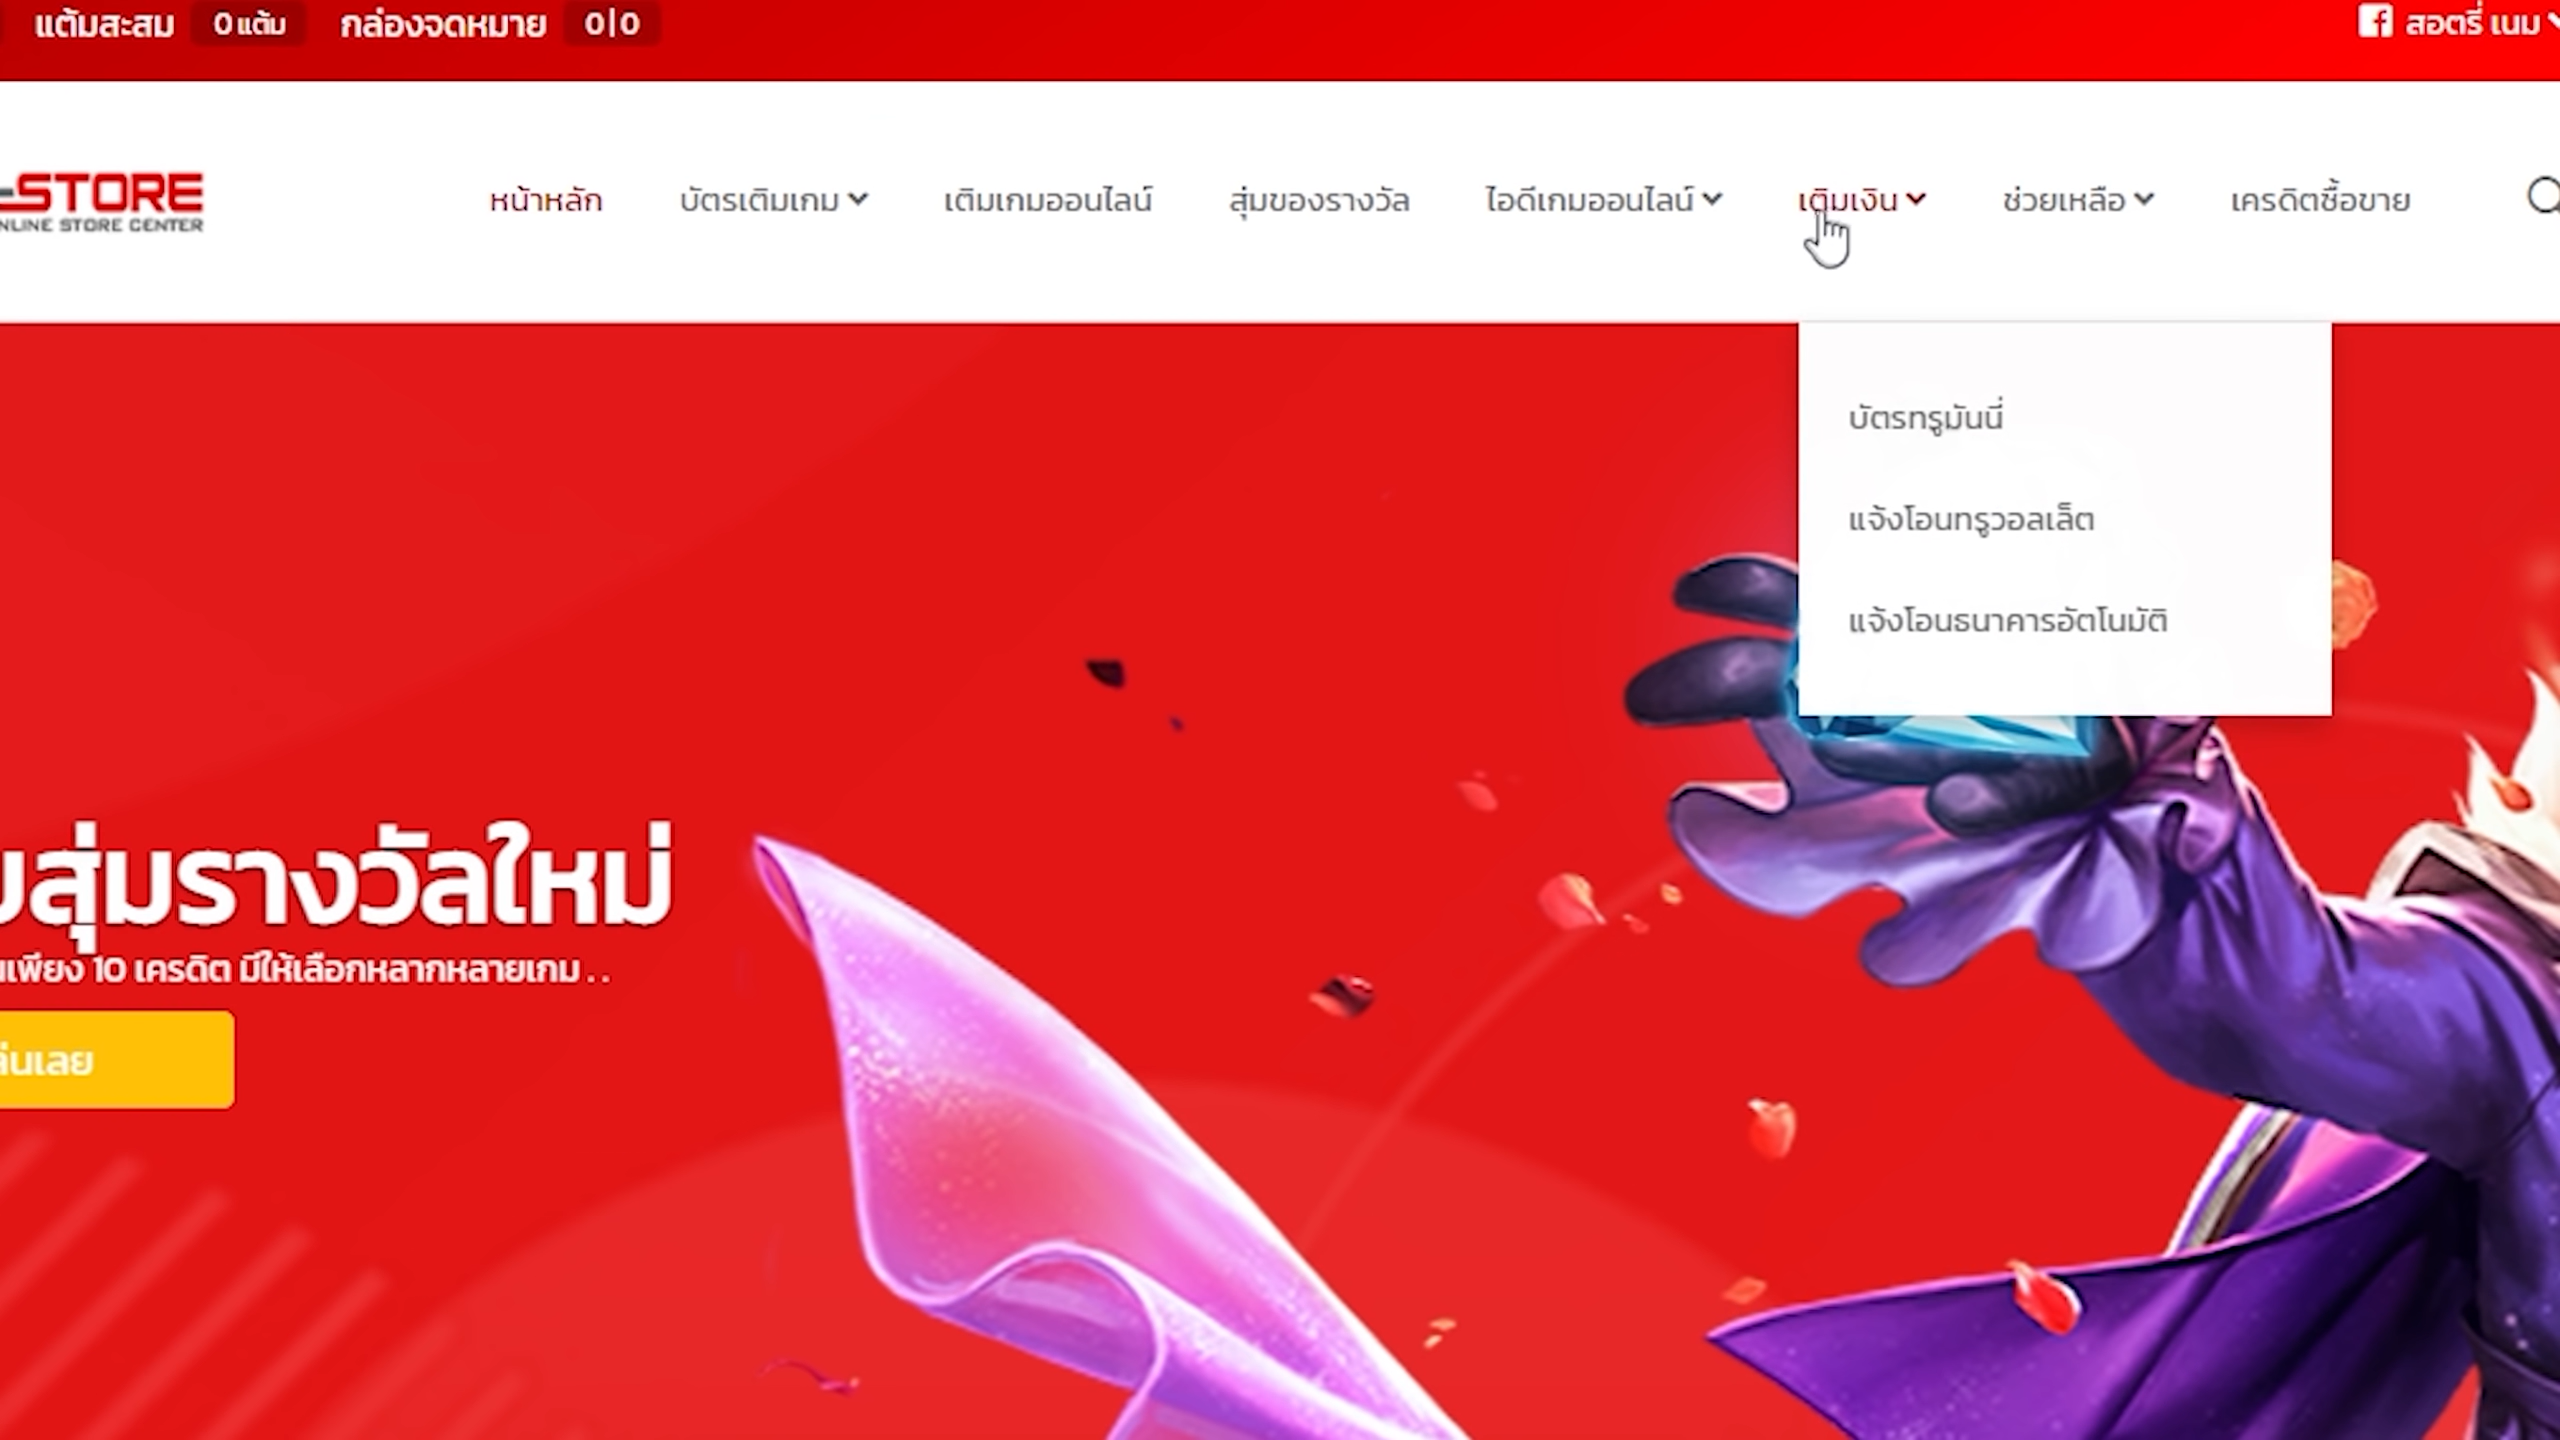 แต้มสะสม 0 แต้ม กล่องจดหมาย 0|0 สอตรี่ เนม
-STORE
NLINE STORE CENTER
หน้าหลัก บัตรเติมเกม เติมเกมออนไลน์ สุ่มของรางวัล ไอดีเกมออนไลน์ เติมเงิน ช่วยเหลือ เครดิตซื้อขาย
บัตรทรูมันนี่
แจ้งโอนทรูวอลเล็ต
แจ้งโอนธนาคารอัตโนมัติ
สุ่มรางวัลใหม่
เพียง 10 เครดิต มีให้เลือกหลากหลายเกม . .
นเลย